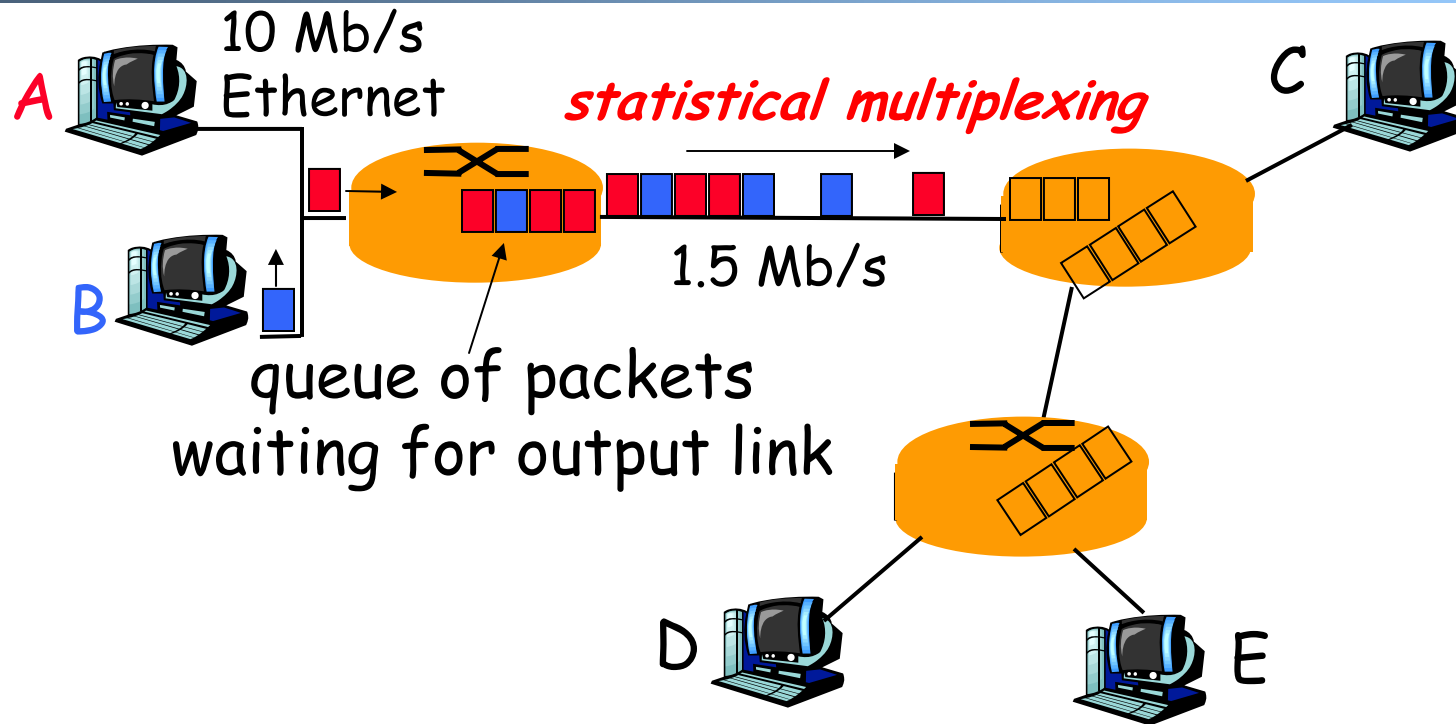 10 Mb/s
Ethernet
A
statistical multiplexing
C
1.5 Mb/s
B
queue of packets
waiting for output link
D
E